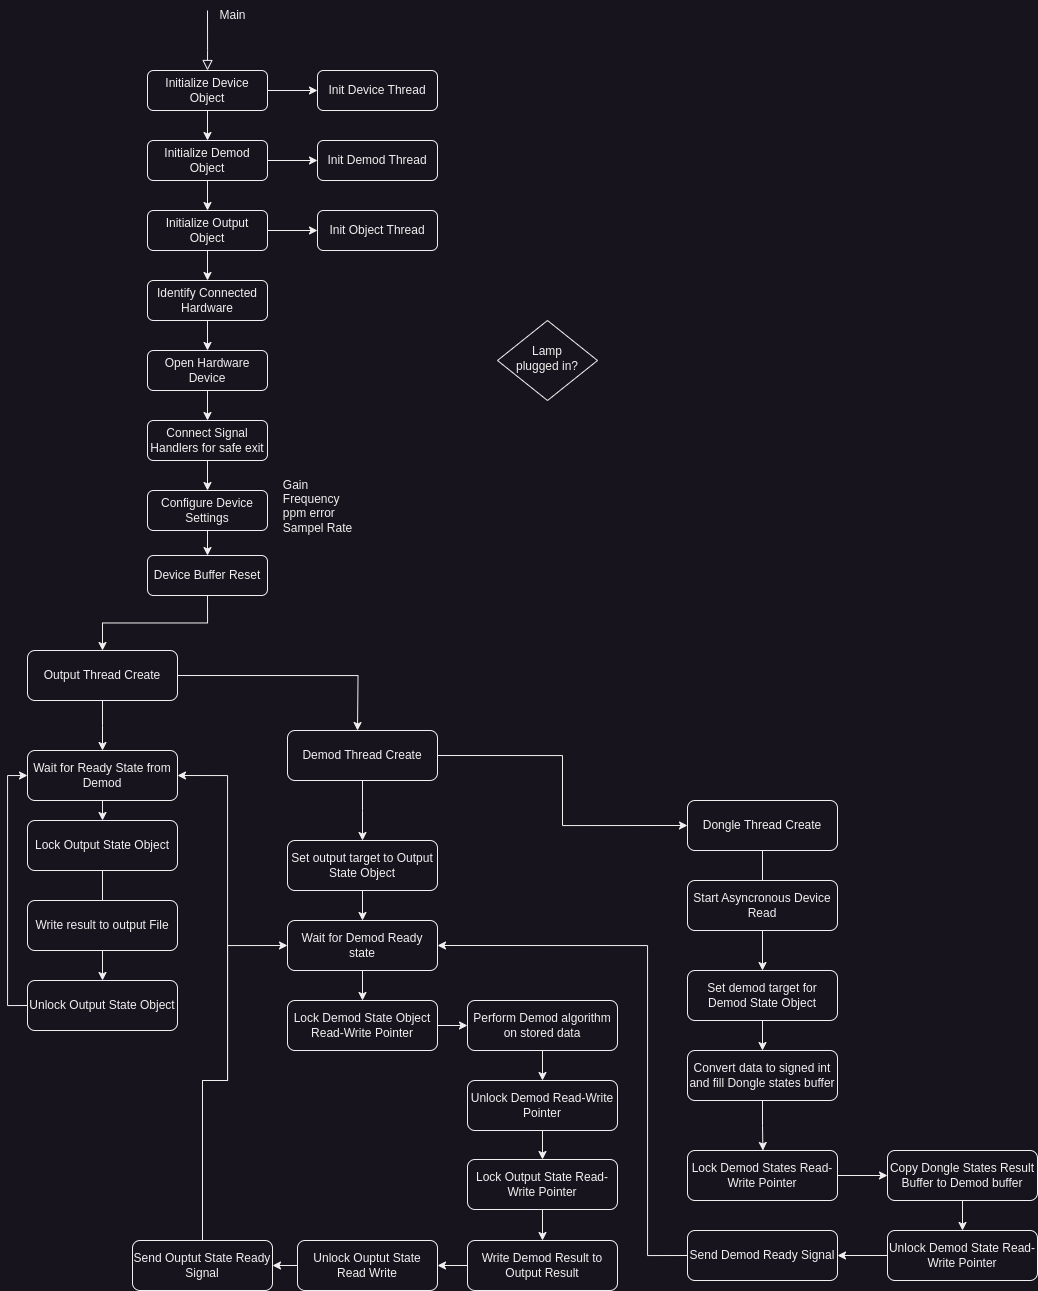 Main
Initialize Device
Object
Init Device Thread
Initialize Demod
Object
Init Demod Thread
Initialize Output
Object
Init Object Thread
Identify Connected
Hardware
Lamp
plugged in?
Open Hardware
Device
Connect Signal
Handlers for safe exit
Configure Device
Settings
Gain
Frequency
ppm error
Sampel Rate
Device Buffer Reset
Output Thread Create
Wait for Ready State from
Demod
Lock Output State Object
Write result to output File
Unlock Output State Object
Demod Thread Create
Set output target to Output
State Object
Wait for Demod Ready
state
Lock Demod State Object
Read-Write Pointer
Perform Demod algorithm
on stored data
Unlock Demod Read-Write
Pointer
Lock Output State Read-
Write Pointer
Write Demod Result to
Output Result
Unlock Ouptut State
Read Write
Send Ouptut State Ready
Signal
Dongle Thread Create
Start Asyncronous Device
Read
Set demod target for
Demod State Object
Convert data to signed int
and fill Dongle states buffer
Lock Demod States Read-
Write Pointer
Copy Dongle States Result
Buffer to Demod buffer
Unlock Demod State Read-
Write Pointer
Send Demod Ready Signal